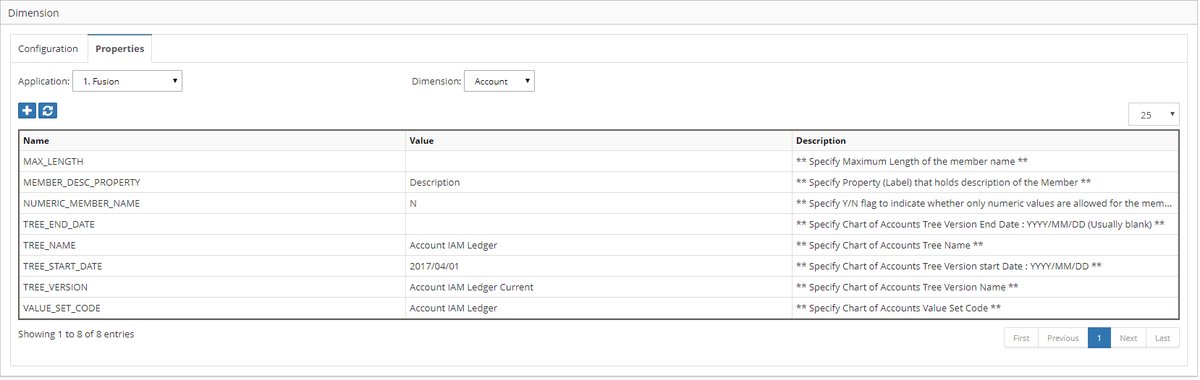 Dimension
Configuration Properties
Application: 1. Fusion Dimension: Account
25
Name Value Description
MAX_LENGTH ** Specify Maximum Length of the member name **
MEMBER_DESC_PROPERTY Description ** Specify Property (Label) that holds description of the Member **
NUMERIC_MEMBER_NAME N ** Specify Y/N flag to indicate whether only numeric values are allowed for the mem...
TREE_END_DATE ** Specify Chart of Accounts Tree Version End Date : YYYY/MM/DD (Usually blank) **
TREE_NAME Account IAM Ledger ** Specify Chart of Accounts Tree Name **
TREE_START_DATE 2017/04/01 ** Specify Chart of Accounts Tree Version start Date : YYYY/MM/DD **
TREE_VERSION Account IAM Ledger Current ** Specify Chart of Accounts Tree Version Name **
VALUE_SET_CODE Account IAM Ledger ** Specify Chart of Accounts Value Set Code **
Showing 1 to 8 of 8 entries First Previous 1 Next Last